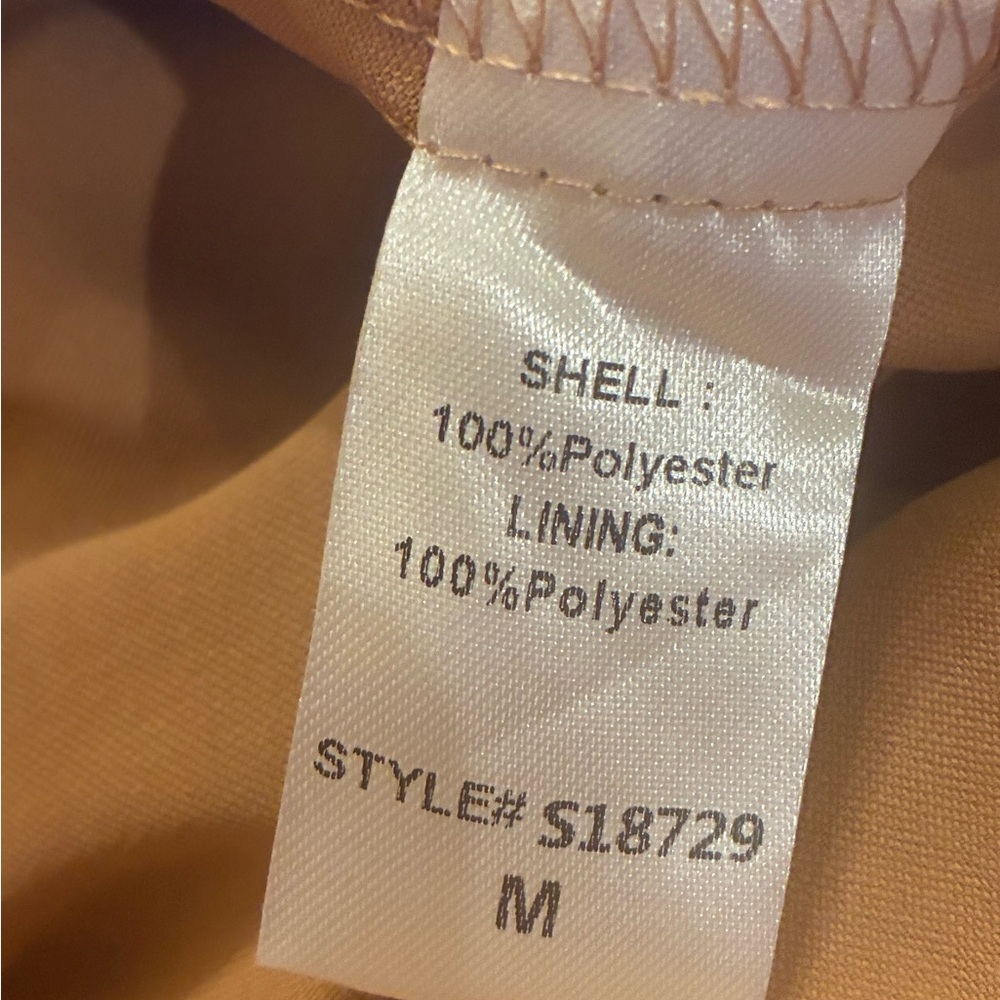 SHELL :
100%Polyester
LINING:
100%Polyester
STYLE# S18729
M